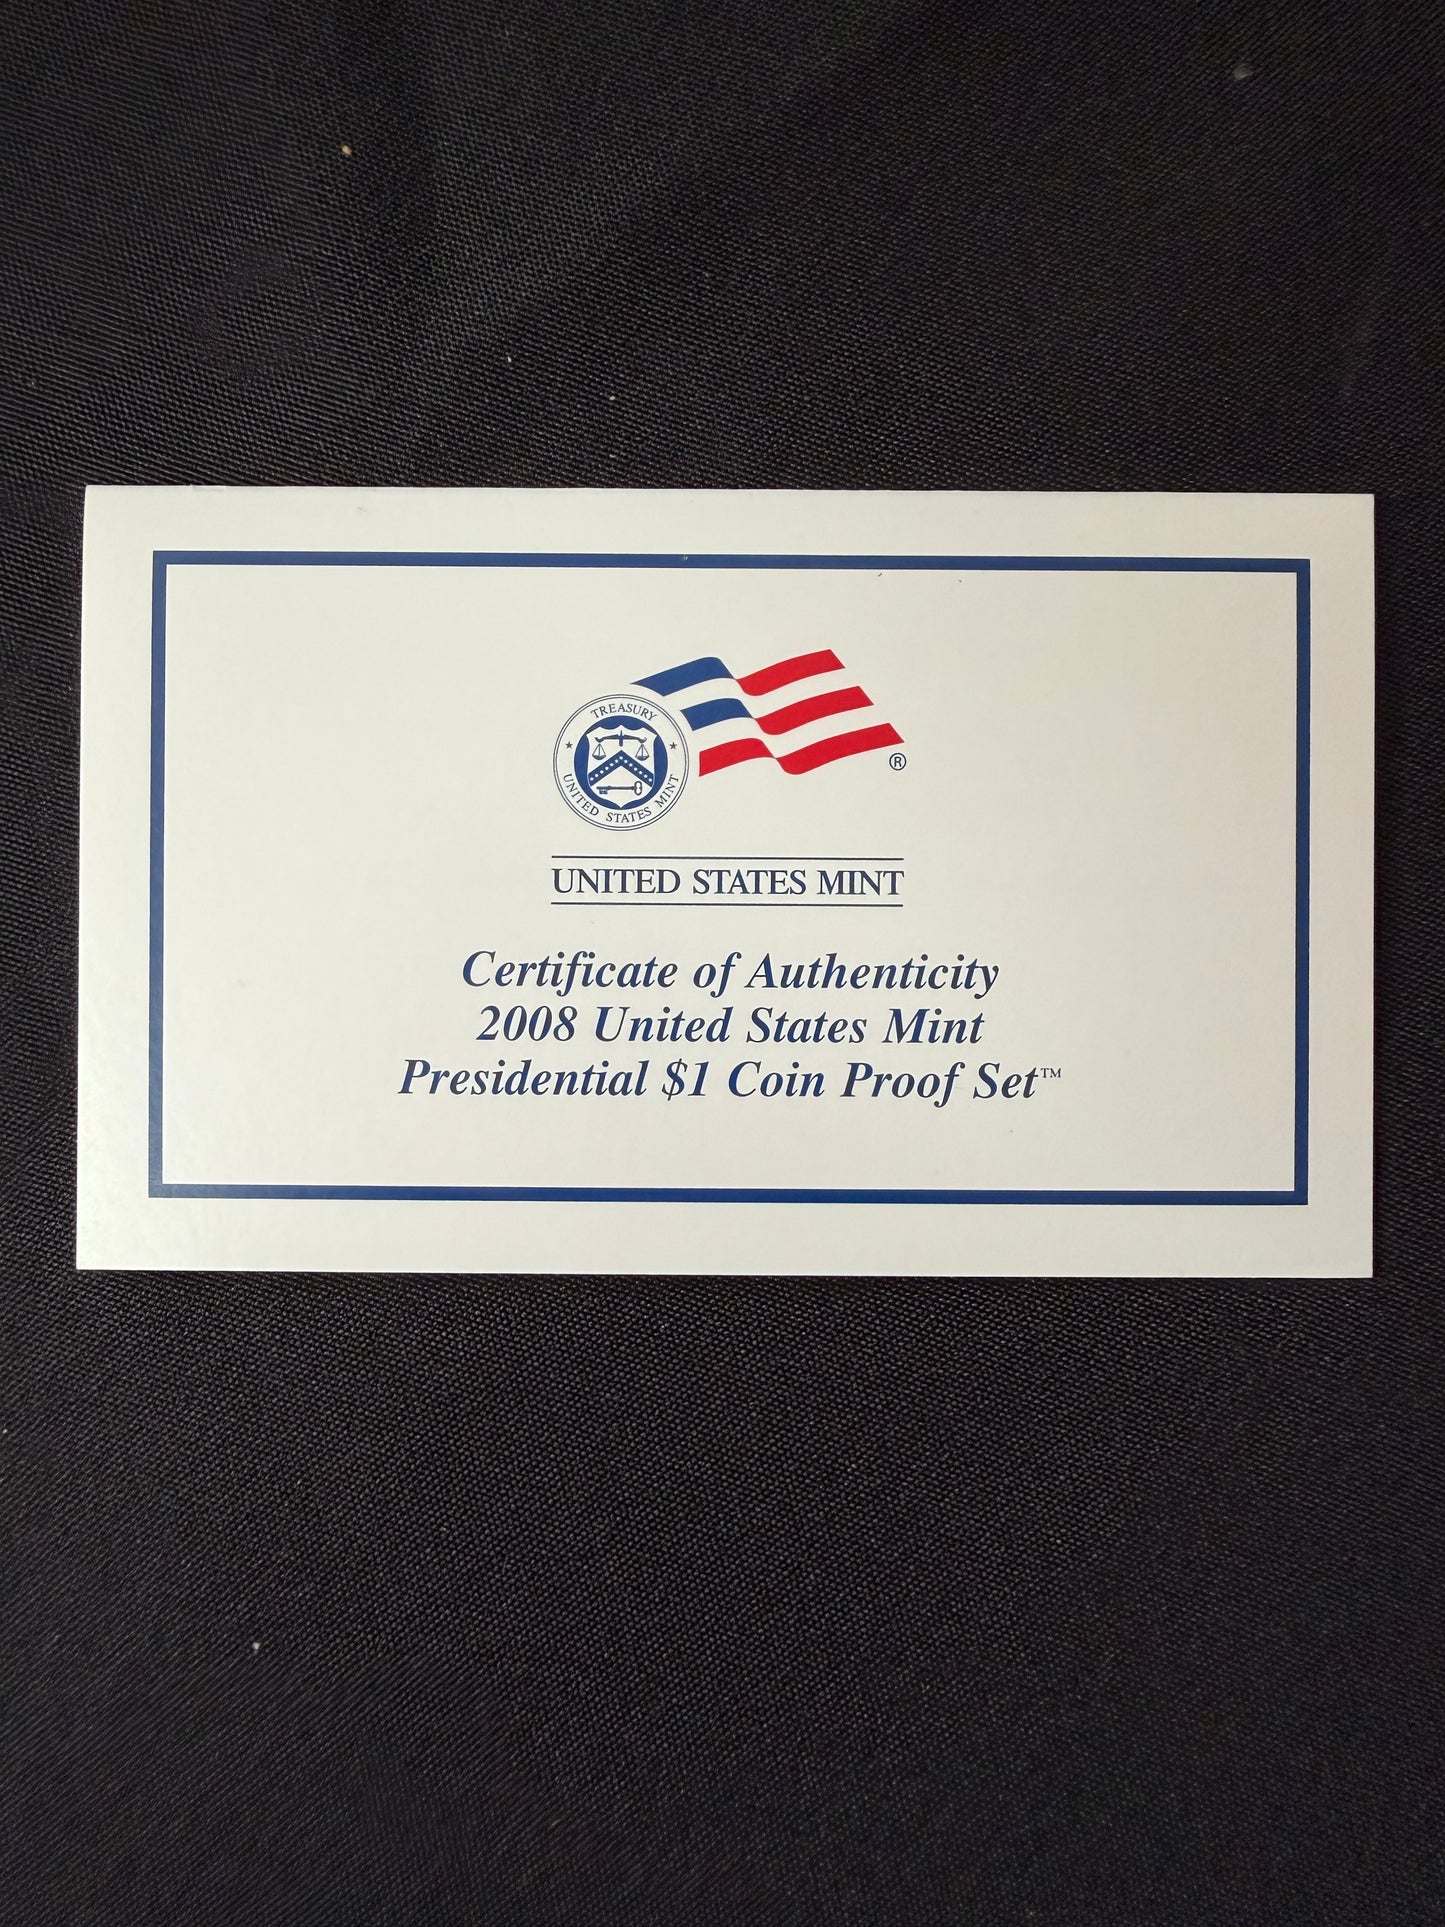 TREASURY
UNITED STATES MINT
®
UNITED STATES MINT
Certificate of Authenticity
2008 United States Mint
Presidential $1 Coin Proof Set™